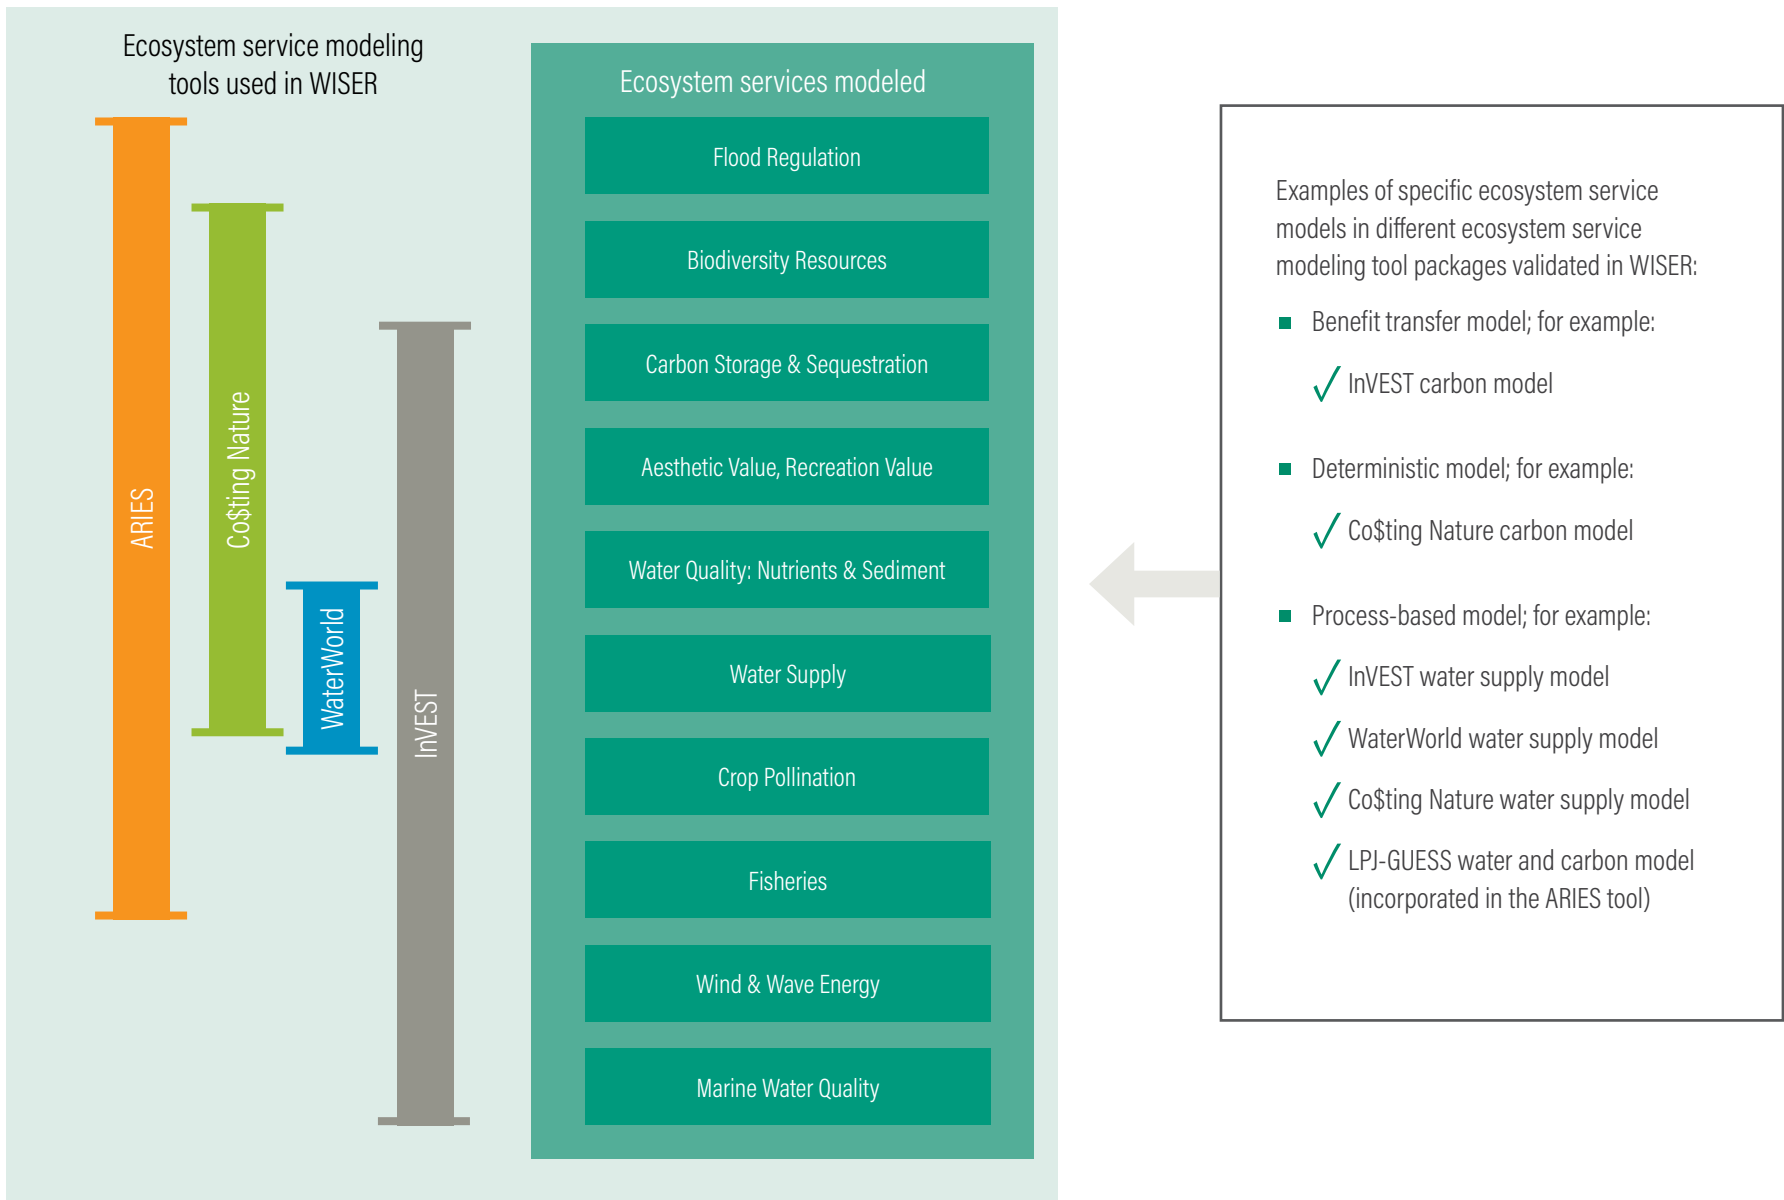 Ecosystem service modeling
tools used in WISER
ARIES
Co$ting Nature
WaterWorld
InVEST
Ecosystem services modeled
Flood Regulation
Biodiversity Resources
Carbon Storage & Sequestration
Aesthetic Value, Recreation Value
Water Quality: Nutrients & Sediment
Water Supply
Crop Pollination
Fisheries
Wind & Wave Energy
Marine Water Quality
Examples of specific ecosystem service
models in different ecosystem service
modeling tool packages validated in WISER:
Benefit transfer model; for example:
InVEST carbon model
Deterministic model; for example:
Co$ting Nature carbon model
Process-based model; for example:
InVEST water supply model
WaterWorld water supply model
Co$ting Nature water supply model
LPJ-GUESS water and carbon model
(incorporated in the ARIES tool)